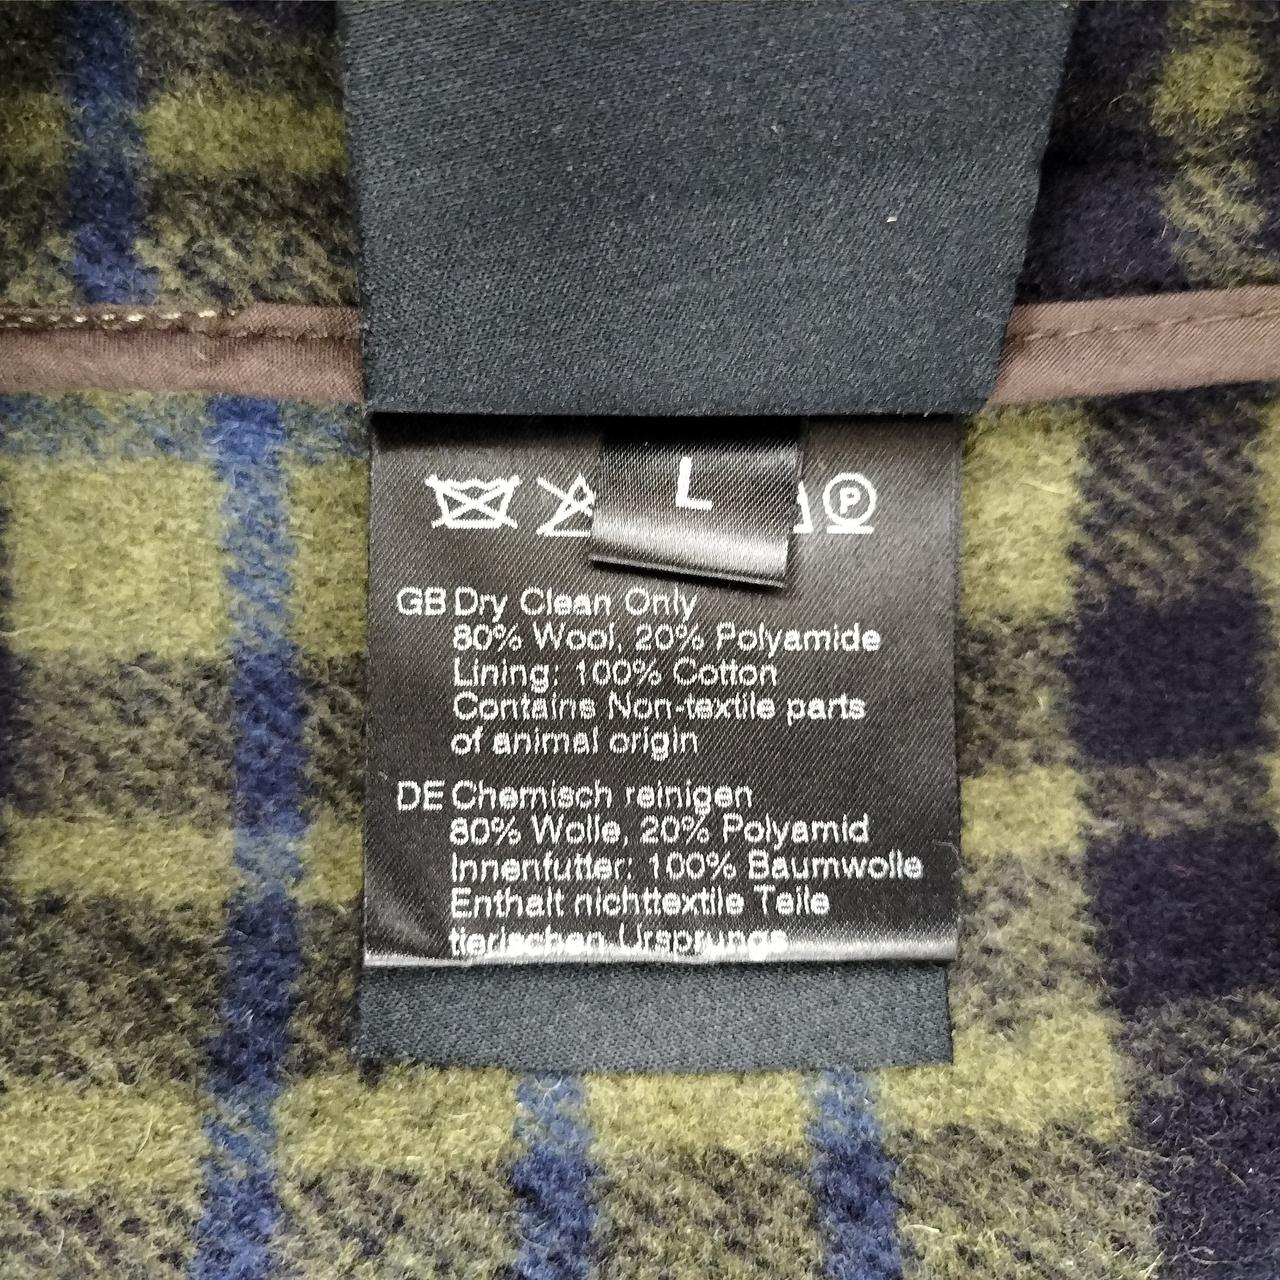 L
P
GB Dry Clean Only
80% Wool, 20% Polyamide
Lining: 100% Cotton
Contains Non-textile parts
of animal origin
DE Chemisch reinigen
80% Wolle, 20% Polyamid
Innenfutter: 100% Baumwolle
Enthalt nichttextile Teile
tierischen Ursprungs